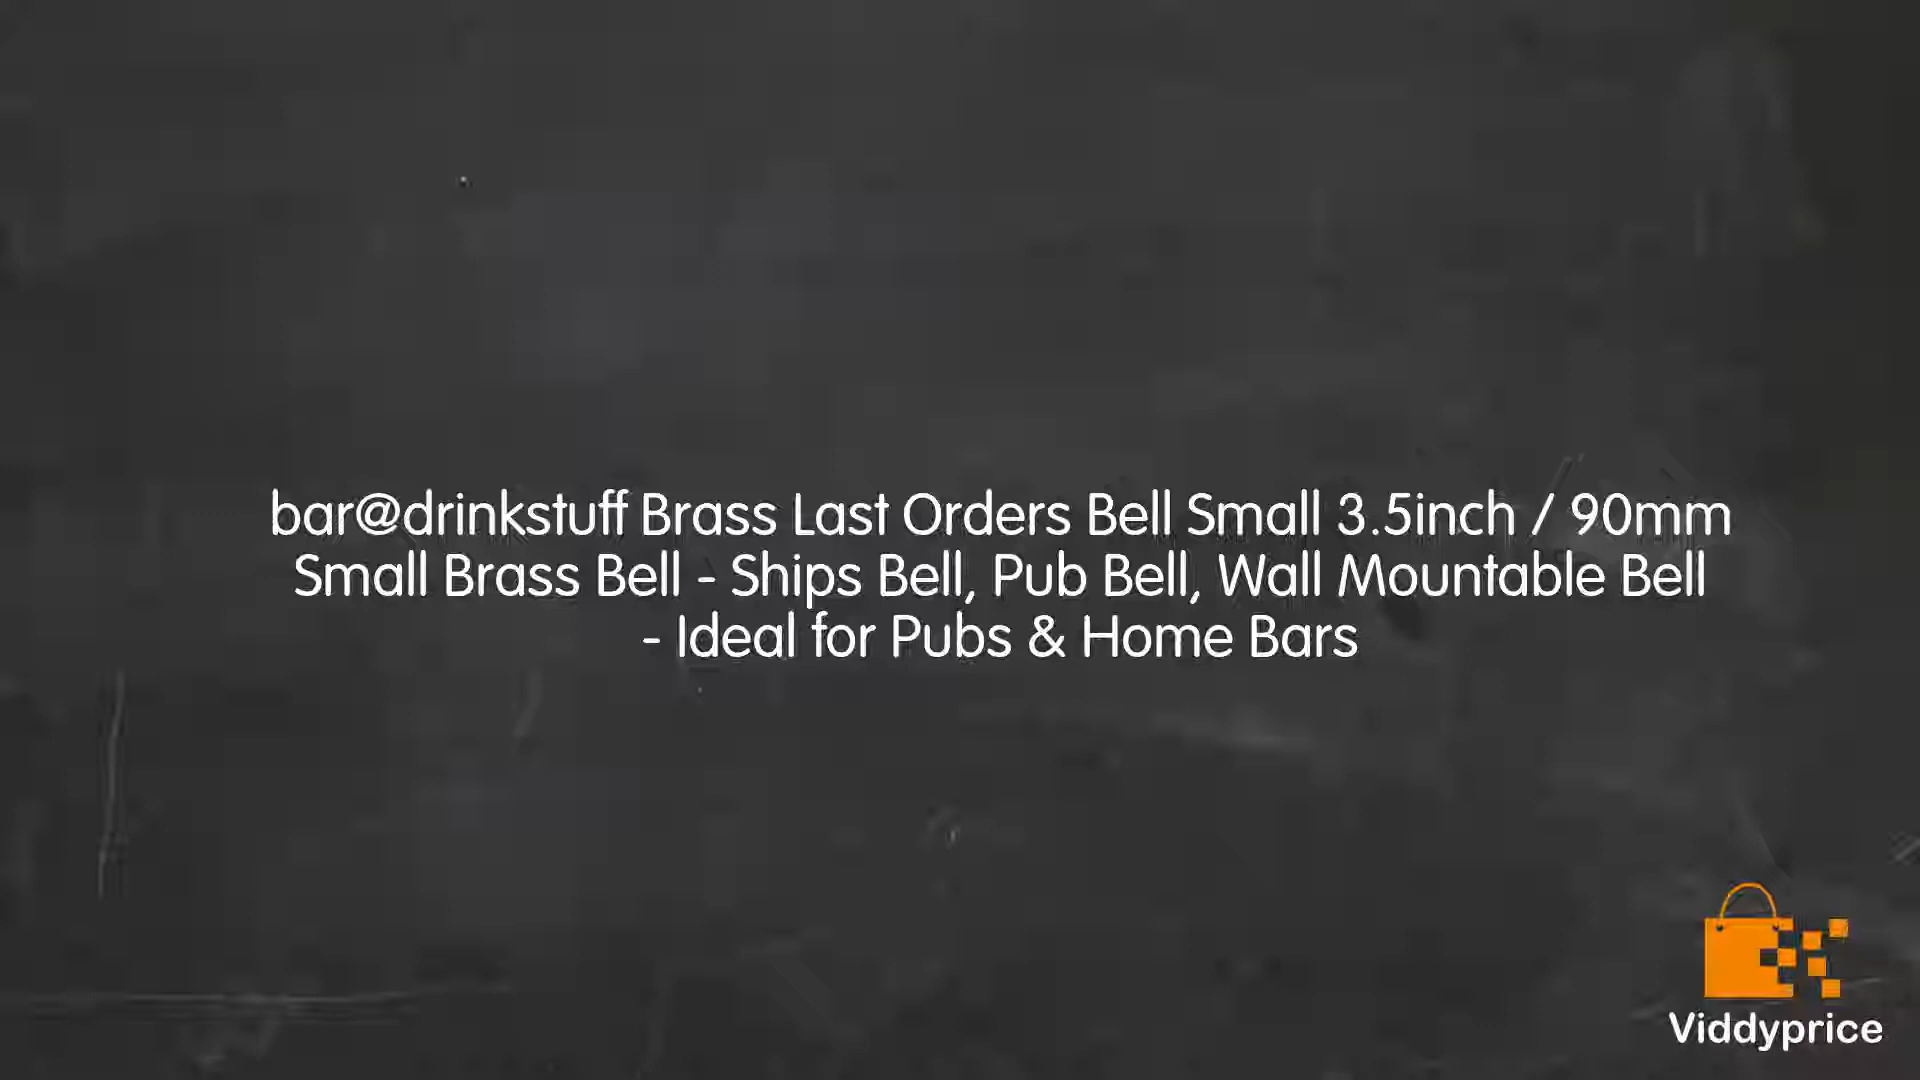 bar@drinkstuff Brass Last Orders Bell Small 3.5inch / 90mm
Small Brass Bell - Ships Bell, Pub Bell, Wall Mountable Bell
- Ideal for Pubs & Home Bars
Viddyprice